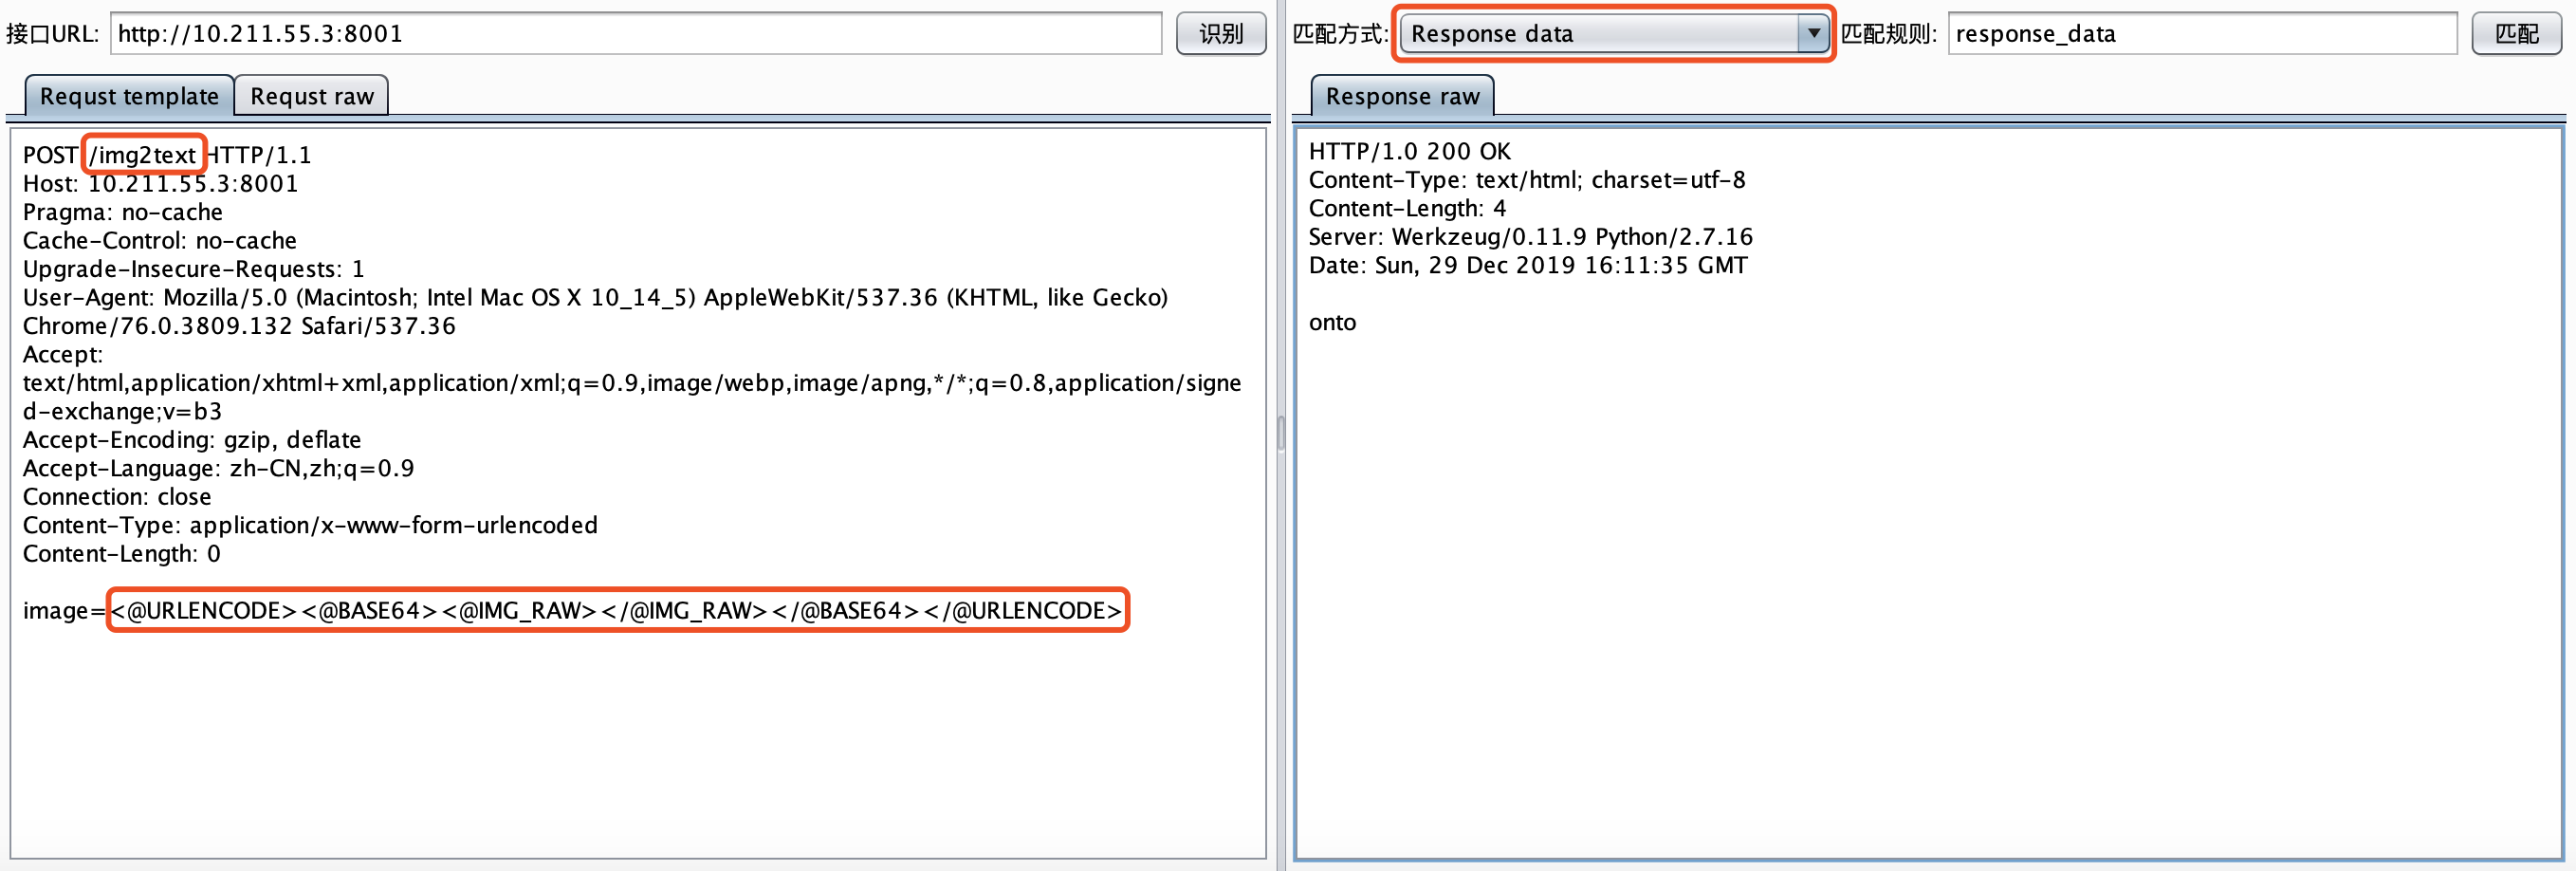 接口URL: http://10.211.55.3:8001 识别
Requst template Requst raw
POST /img2text HTTP/1.1
Host: 10.211.55.3:8001
Pragma: no-cache
Cache-Control: no-cache
Upgrade-Insecure-Requests: 1
User-Agent: Mozilla/5.0 (Macintosh; Intel Mac OS X 10_14_5) AppleWebKit/537.36 (KHTML, like Gecko)
Chrome/76.0.3809.132 Safari/537.36
Accept:
text/html,application/xhtml+xml,application/xml;q=0.9,image/webp,image/apng,*/*;q=0.8,application/signe
d-exchange;v=b3
Accept-Encoding: gzip, deflate
Accept-Language: zh-CN,zh;q=0.9
Connection: close
Content-Type: application/x-www-form-urlencoded
Content-Length: 0
image=<@URLENCODE><@BASE64><@IMG_RAW></@IMG_RAW></@BASE64></@URLENCODE>
匹配方式: Response data 匹配规则: response_data 匹配
Response raw
HTTP/1.0 200 OK
Content-Type: text/html; charset=utf-8
Content-Length: 4
Server: Werkzeug/0.11.9 Python/2.7.16
Date: Sun, 29 Dec 2019 16:11:35 GMT
onto